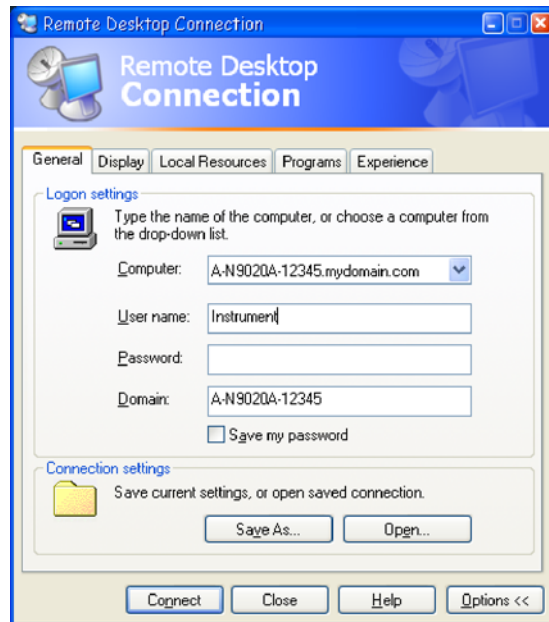 Remote Desktop Connection
Remote Desktop
Connection
General Display Local Resources Programs Experience
Logon settings
Type the name of the computer, or choose a computer from
the drop-down list.
Computer: A-N9020A-12345.mydomain.com
User name: Instrument
Password:
Domain: A-N9020A-12345
Save my password
Connection settings
Save current settings, or open saved connection.
Save As... Open...
Connect Close Help Options <<